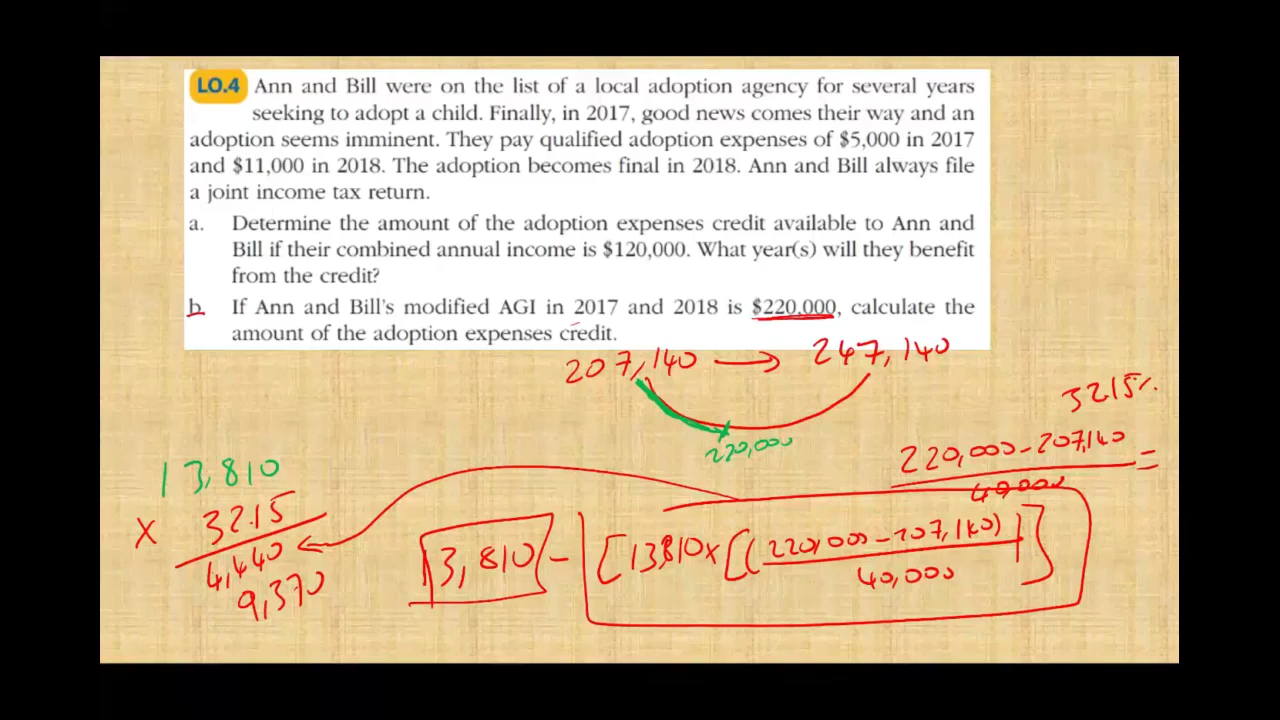 LO.4 Ann and Bill were on the list of a local adoption agency for several years
seeking to adopt a child. Finally, in 2017, good news comes their way and an
adoption seems imminent. They pay qualified adoption expenses of $5,000 in 2017
and $11,000 in 2018. The adoption becomes final in 2018. Ann and Bill always file
a joint income tax return.
a. Determine the amount of the adoption expenses credit available to Ann and
Bill if their combined annual income is $120,000. What year(s) will they benefit
from the credit?
b. If Ann and Bill's modified AGI in 2017 and 2018 is $220,000, calculate the
amount of the adoption expenses credit.
207,140 → 247,140
220,000
32.15%
220,000 - 207,140 =
40,000
13,810
x 32.15
4,440
9,370
13,810 - [13,810 x [(220,000 - 207,140)]]
40,000